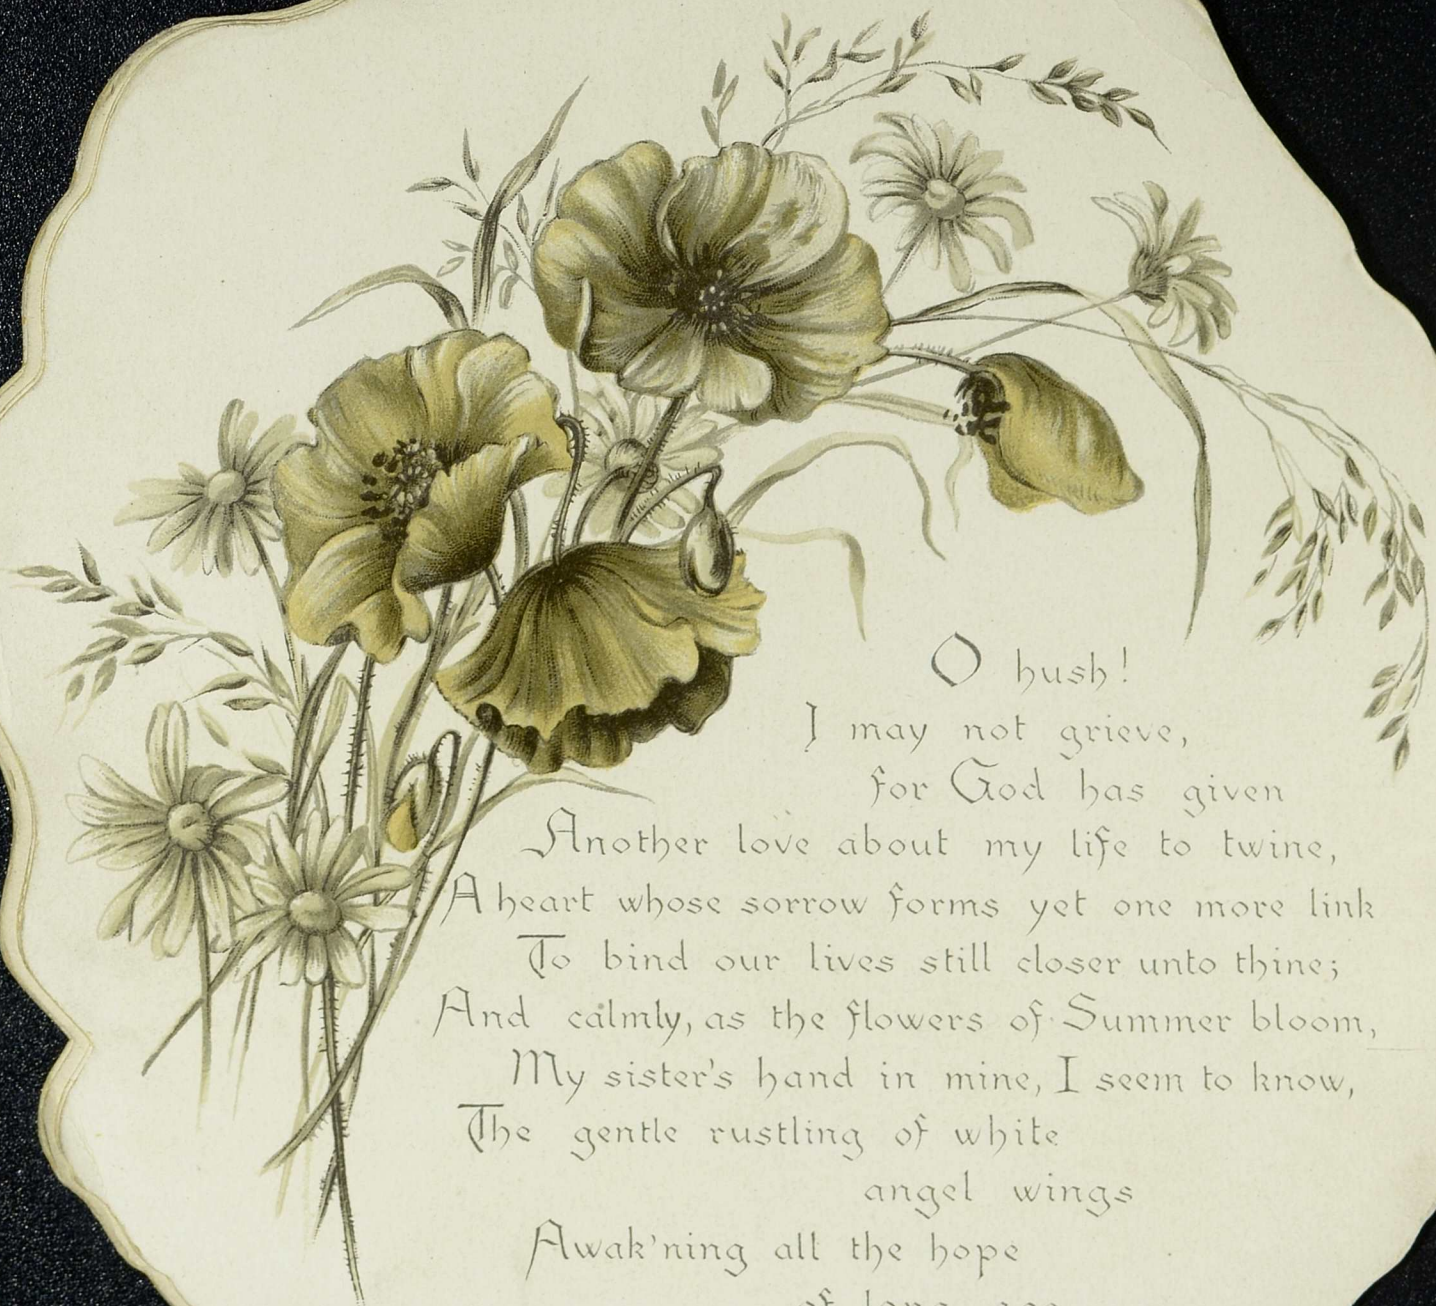 O hush!
I may not grieve,
for God has given
Another love about my life to twine,
A heart whose sorrow forms yet one more link
To bind our lives still closer unto thine;
And calmly, as the flowers of Summer bloom,
My sister's hand in mine, I seem to know,
The gentle rustling of white
angel wings
Awak'ning all the hope
of long ago